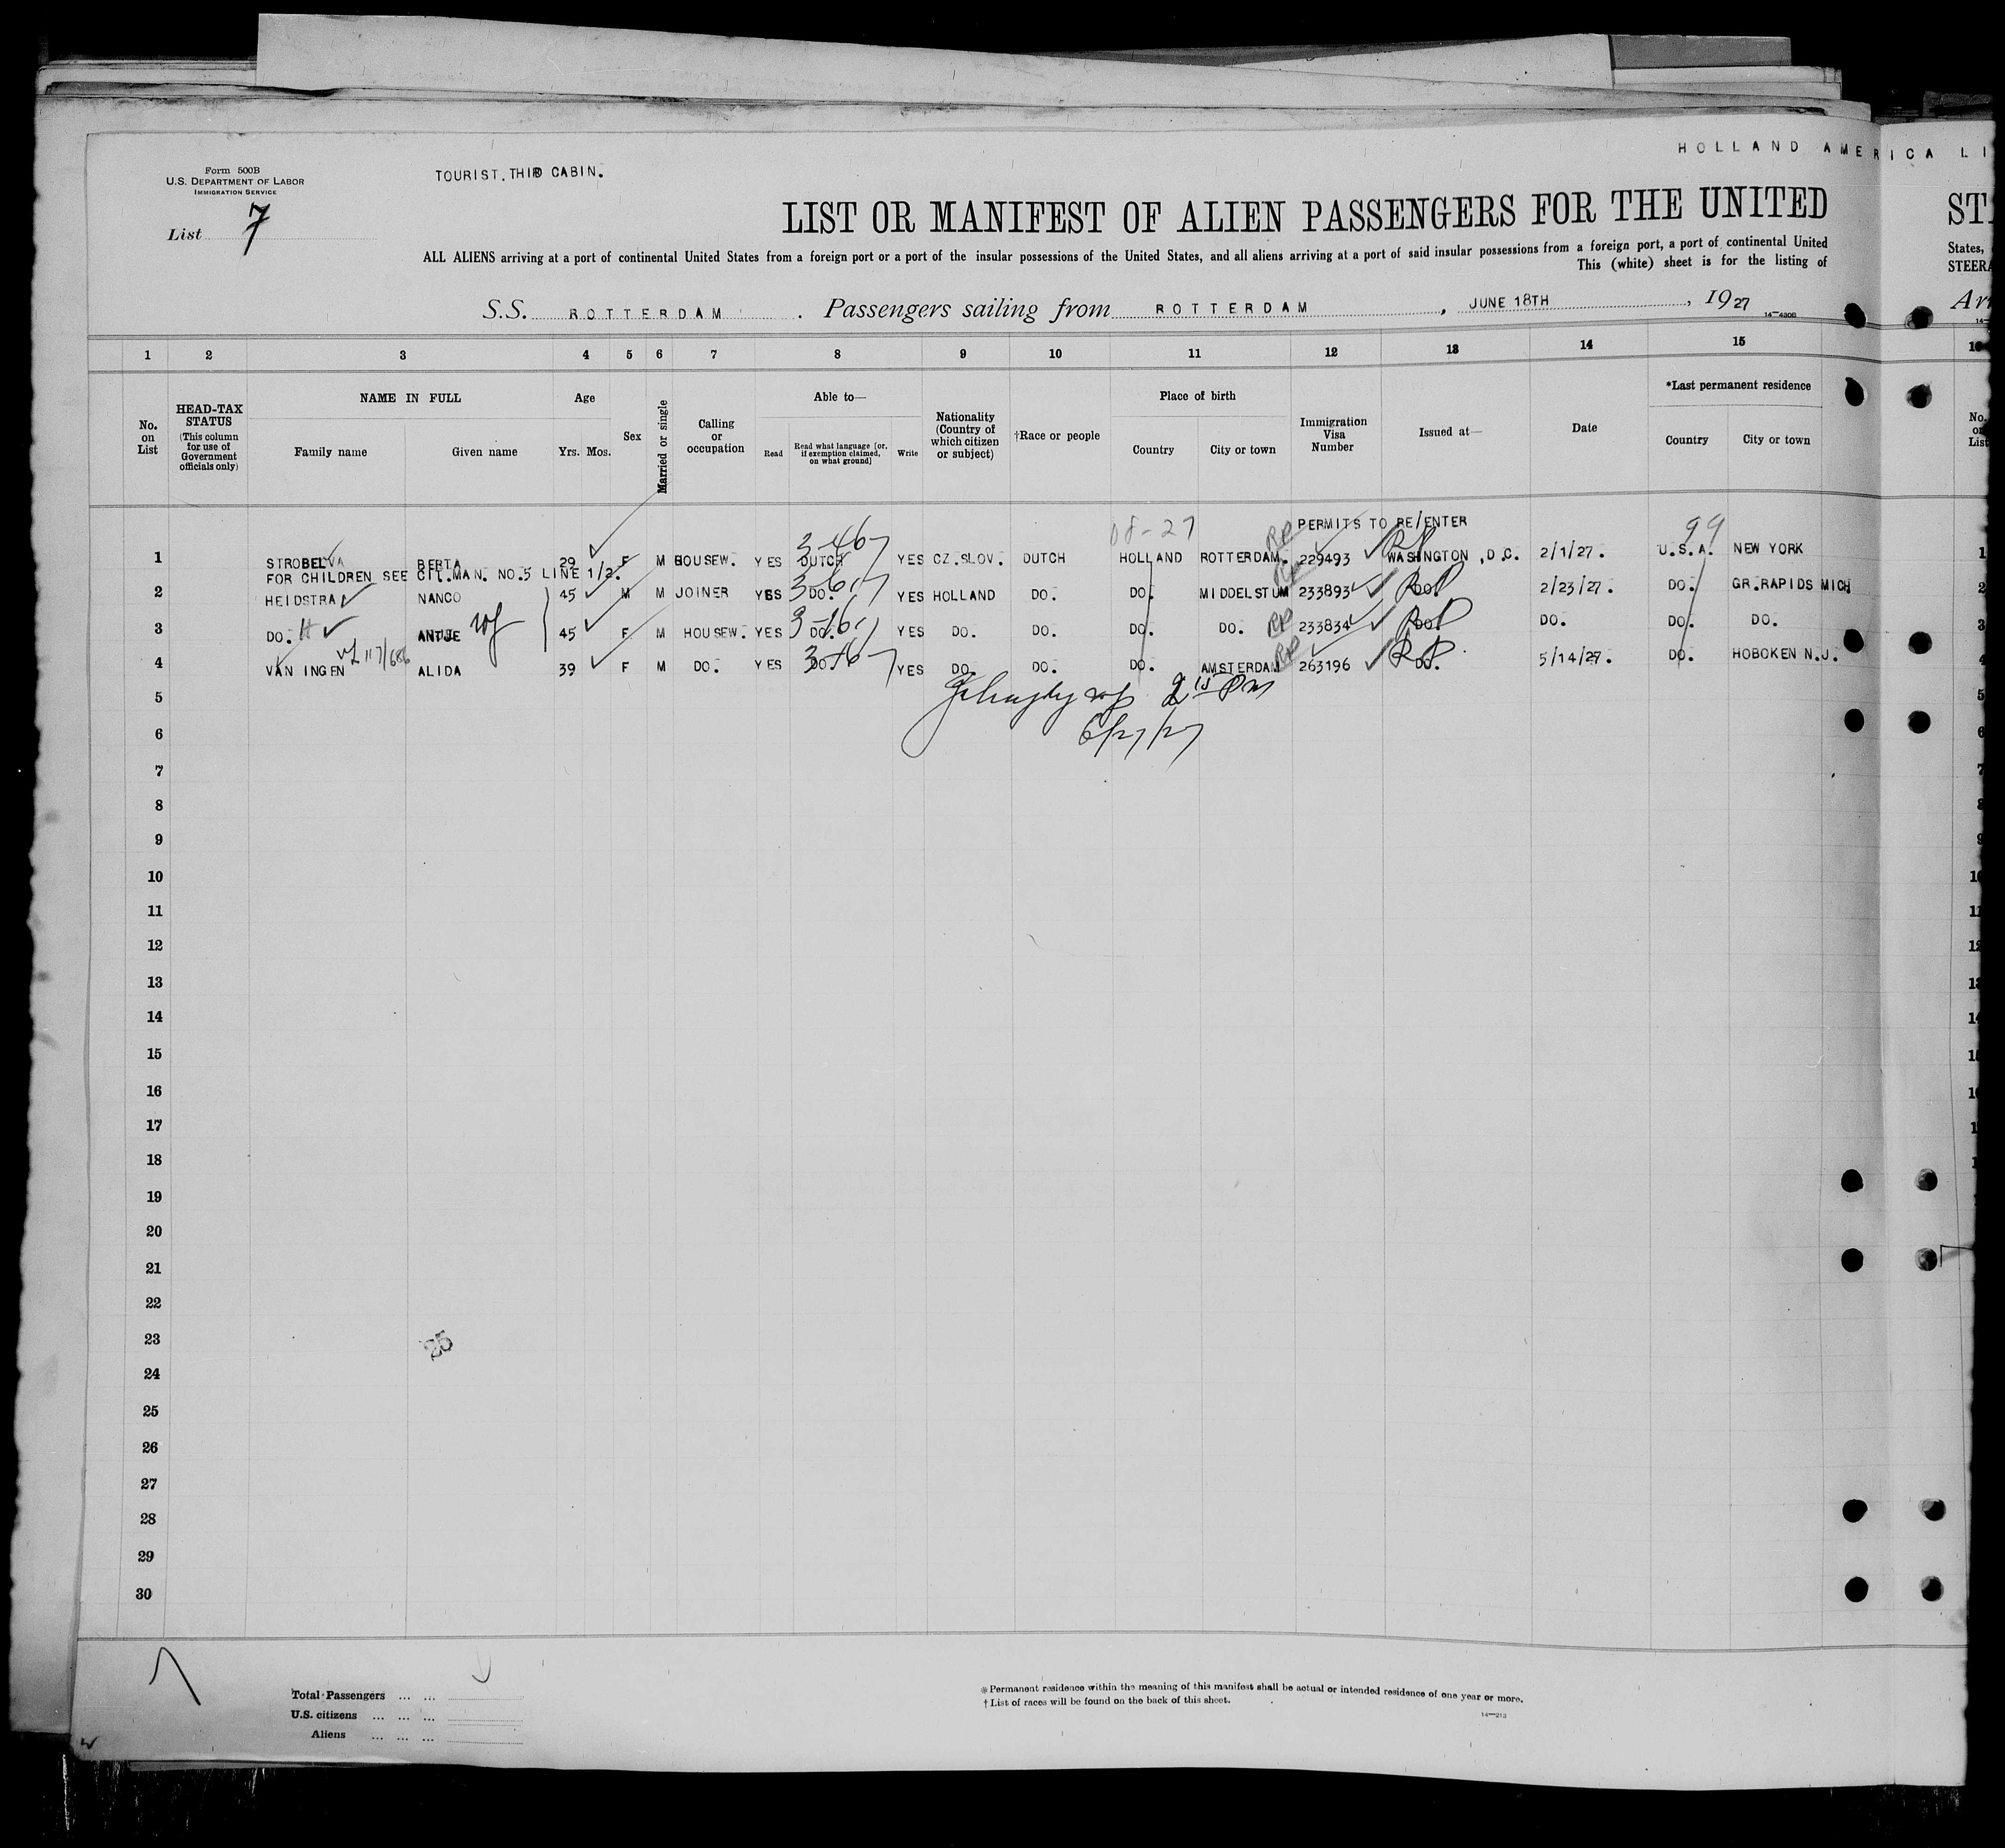 HOLLAND AMERICA LI
Form 500B
U.S. DEPARTMENT OF LABOR
IMMIGRATION SERVICE
TOURIST.THIRD CABIN.
List 7
LIST OR MANIFEST OF ALIEN PASSENGERS FOR THE UNITED
ALL ALIENS arriving at a port of continental United States from a foreign port or a port of the insular possessions of the United States, and all aliens arriving at a port of said insular possessions from a foreign port, a port of continental United
This (white) sheet is for the listing of
States,
STEERA
S.S. ROTTERDAM . Passengers sailing from ROTTERDAM , JUNE 18TH , 1927
14—430B
1 2 3 4 5 6 7 8 9 10 11 12 13 14 15
No. on List
HEAD-TAX STATUS
(This column for use of Government officials only)
NAME IN FULL
Family name Given name
Age
Yrs. Mos.
Sex
Married or single
Calling or occupation
Able to—
Read
Read what language [or, if exemption claimed, on what ground]
Write
Nationality (Country of which citizen or subject)
†Race or people
Place of birth
Country City or town
Immigration Visa Number
Issued at—
Date
*Last permanent residence
Country City or town
08-27 PERMITS TO RE/ENTER 99
1 STROBELVA BERTA 29 F M HOUSEW. YES DUTCH YES CZ.SLOV. DUTCH HOLLAND ROTTERDAM. 229493 WASHINGTON ,D.C. 2/1/27. U.S.A. NEW YORK
FOR CHILDREN SEE CIT.MAN. NO.5 LINE 1/2.
2 HEIDSTRA NANCO 45 M M JOINER YES DO. YES HOLLAND DO. DO. MIDDELSTUM 233893 DO. 2/23/27. DO. GR.RAPIDS MICH
3 DO. H ANTJE wf 45 F M HOUSEW. YES DO. YES DO. DO. DO. DO. 233834 DO. DO. DO. DO.
4 VAN INGEN ALIDA 39 F M DO. YES DO. YES DO. DO. DO. AMSTERDAM 263196 DO. 5/14/27. DO. HOBOKEN N.J.
5
6 6/27/27
7
8
9
10
11
12
13
14
15
16
17
18
19
20
21
22
23 25
24
25
26
27
28
29
30
Total Passengers ... ...
U.S. citizens ... ... ...
Aliens ... ... ...
* Permanent residence within the meaning of this manifest shall be actual or intended residence of one year or more.
† List of races will be found on the back of this sheet.
14—213